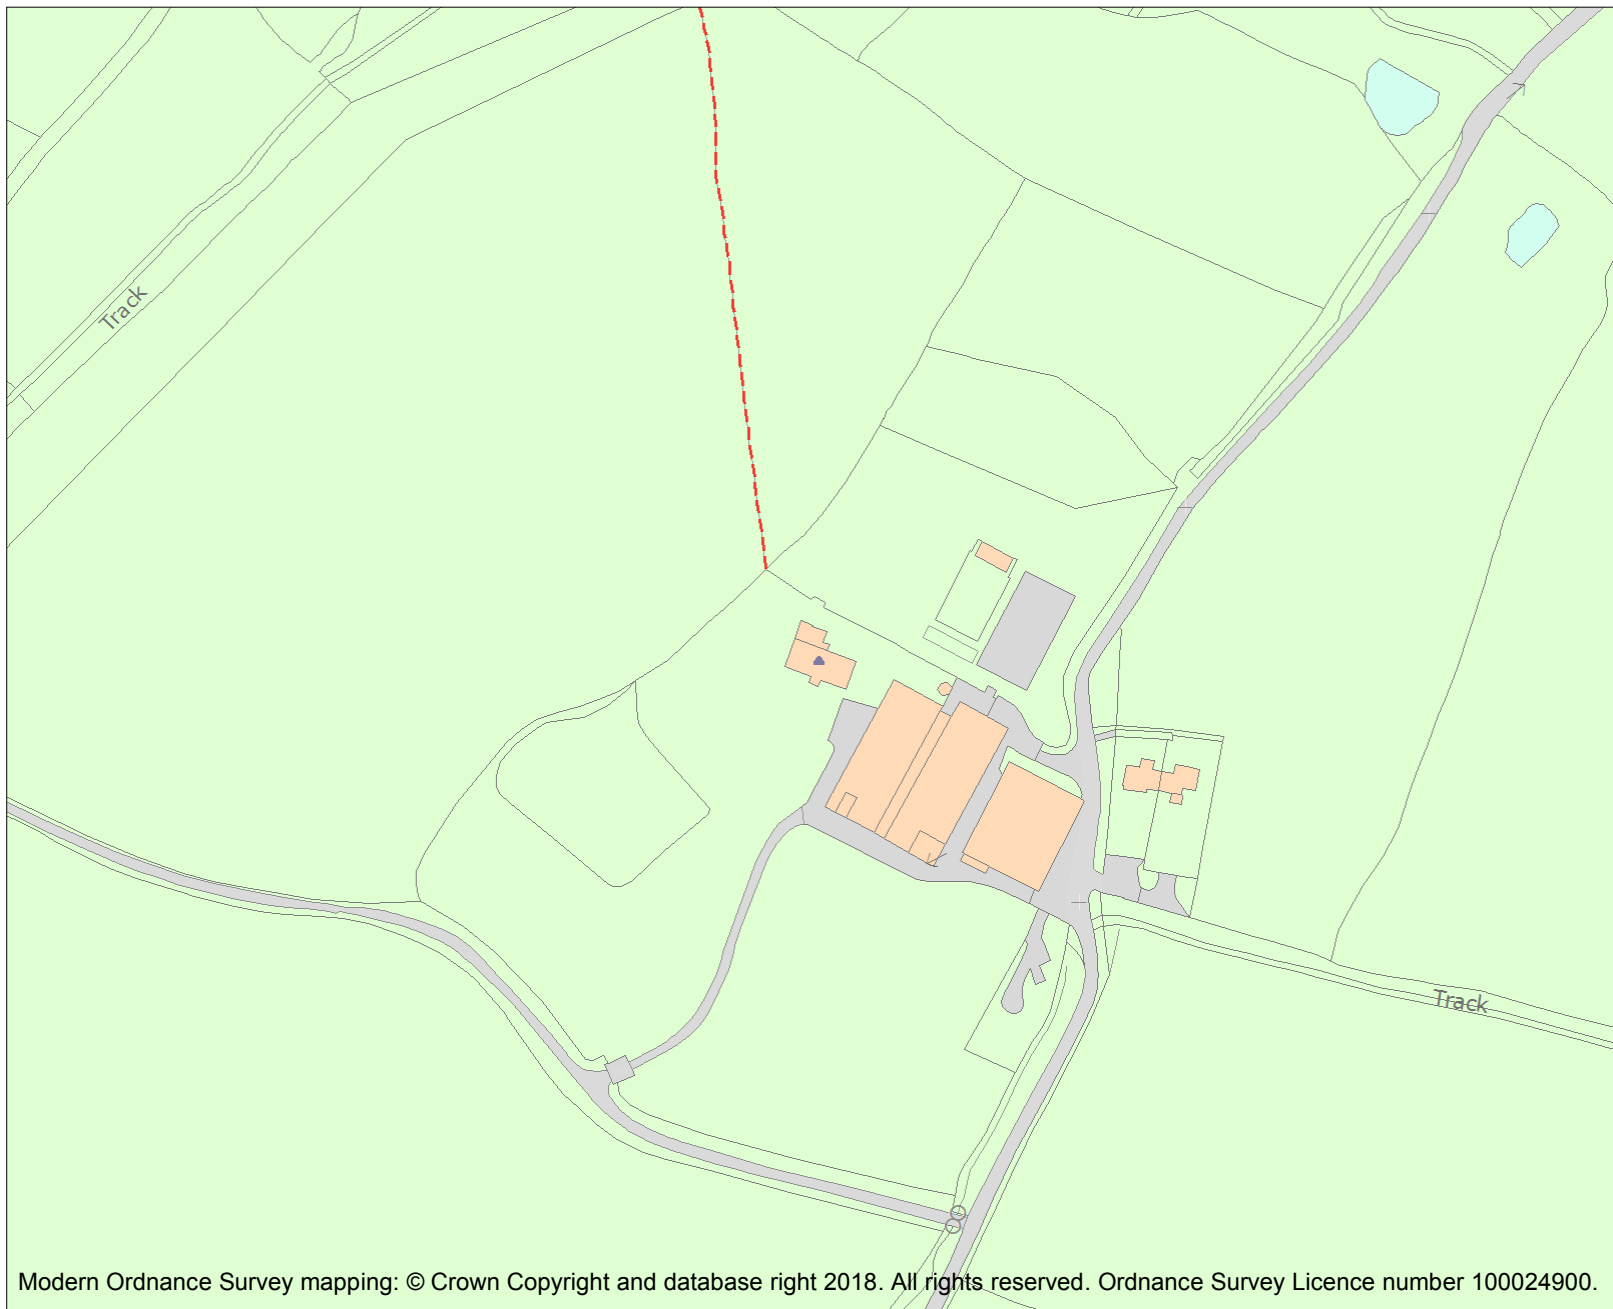 Track
Track
Modern Ordnance Survey mapping: © Crown Copyright and database right 2018. All rights reserved. Ordnance Survey Licence number 100024900.